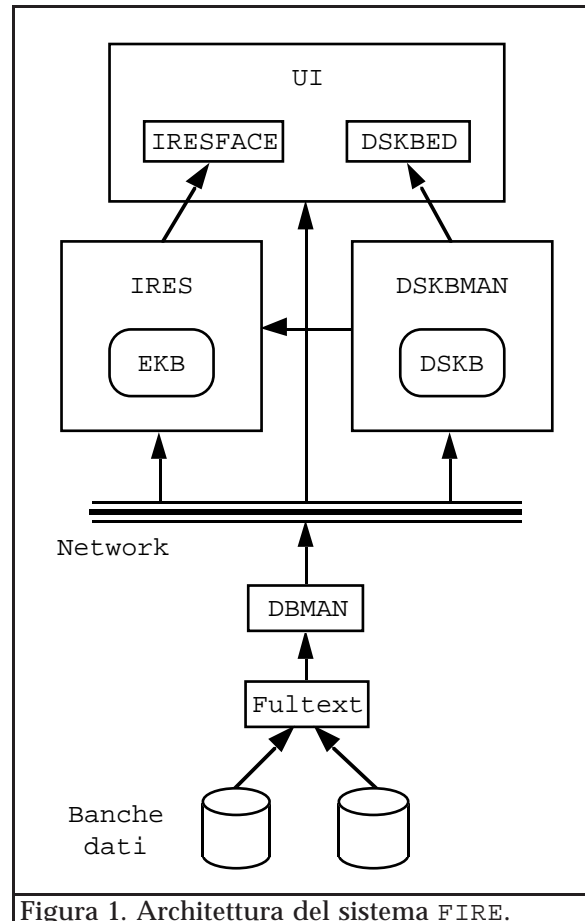 UI
IRESFACE DSKBED
IRES DSKBMAN
EKB DSKB
Network
DBMAN
Fultext
Banche
dati
Figura 1. Architettura del sistema FIRE.